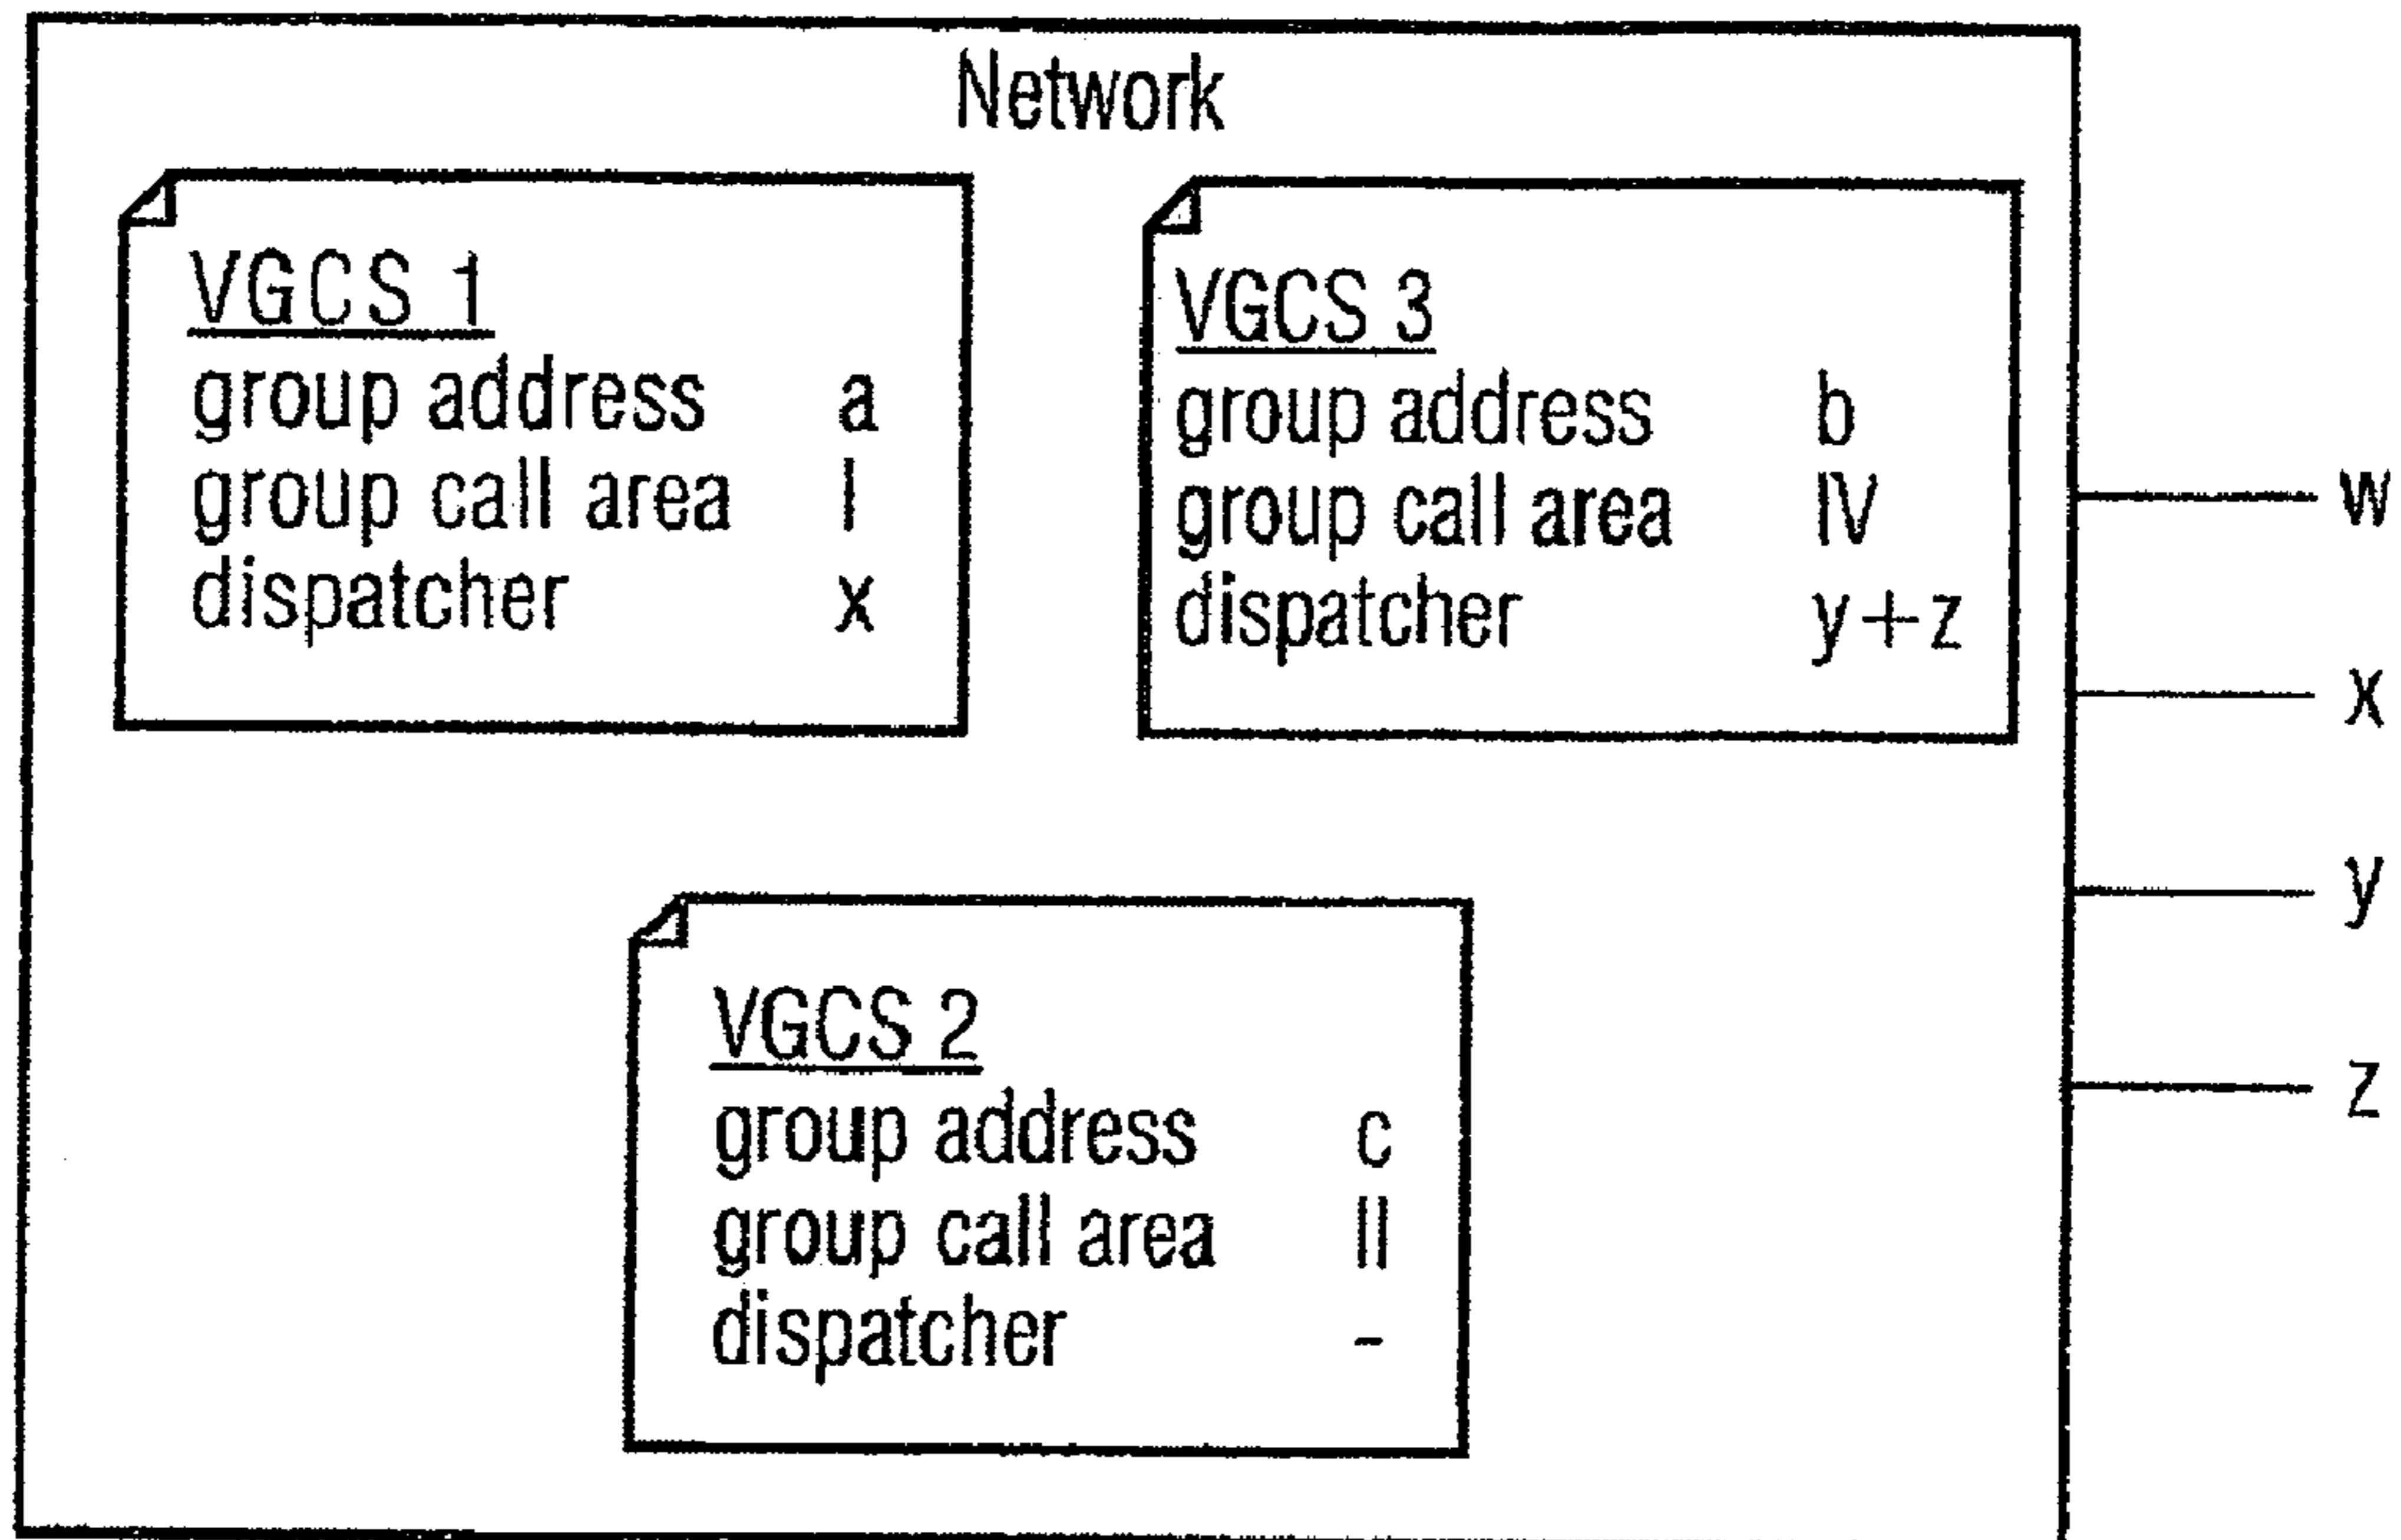 Network
VGCS 1
group address a
group call area I
dispatcher x
VGCS 3
group address b
group call area IV
dispatcher y+z
VGCS 2
group address c
group call area II
dispatcher -
w
x
y
z